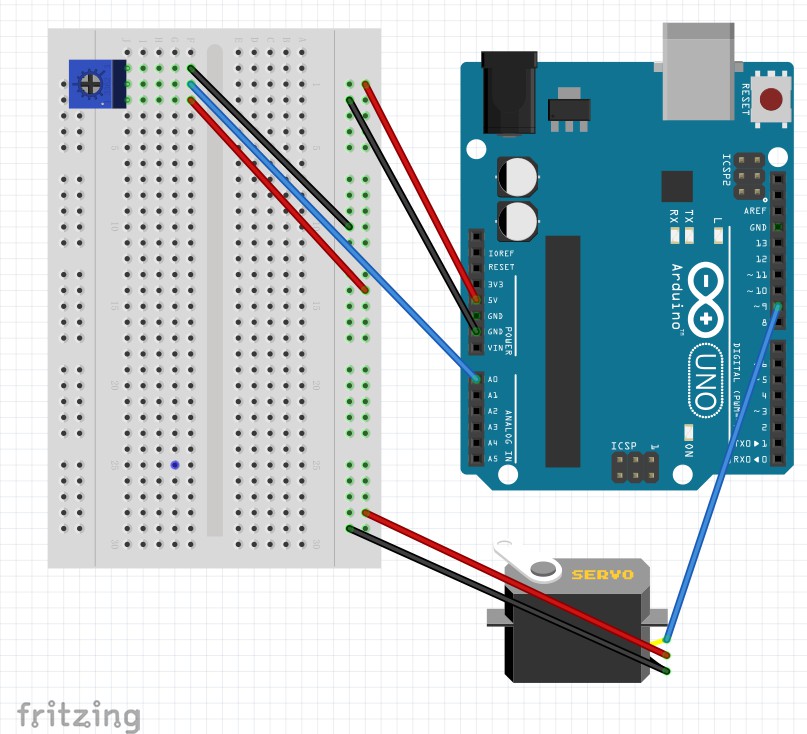 J I H G F E D C B A
1 1
5 5
10 10
15 15
20 20
25 25
30 30
RESET
ICSP2
AREF
GND
13
12
~11
~10
~9
8
RX TX L
IOREF
RESET
3V3
5V
GND
GND
VIN
POWER
Arduino™
UNO
DIGITAL (PWM~
A0
A1
A2
A3
A4
A5
ANALOG IN
~5
4
~3
2
TX0▶1
RX0◀0
ICSP 1
ON
SERVO
fritzing